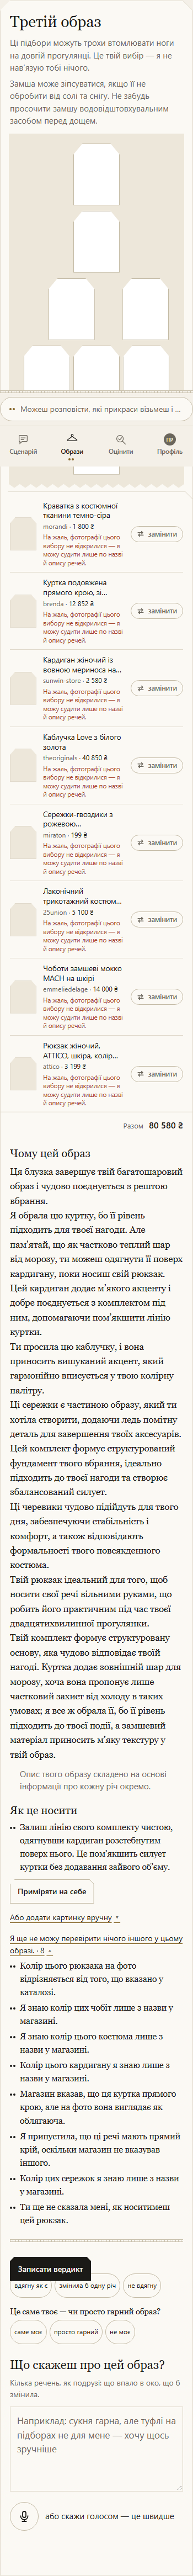 Третій образ
Ці підбори можуть трохи втомлювати ноги
на довгій прогулянці. Це твій вибір — я не
нав'язую тобі нічого.
Замша може зіпсуватися, якщо її не
обробити від солі та снігу. Не забудь
просочити замшу водовідштовхувальним
засобом перед дощем.
Можеш розповісти, які прикраси візьмеш і ...
Сценарій
Образи
Оцінити
ПР
Профіль
Краватка з костюмної
тканини темно-сіра
morandi · 1 800 ₴
На жаль, фотографії цього
вибору не відкрилися — я
можу судити лише по назві
й опису речей.
замінити
Куртка подовжена
прямого крою, зі...
brenda · 12 852 ₴
На жаль, фотографії цього
вибору не відкрилися — я
можу судити лише по назві
й опису речей.
замінити
Кардиган жіночий із
вовною мериноса на...
sunwin-store · 2 580 ₴
На жаль, фотографії цього
вибору не відкрилися — я
можу судити лише по назві
й опису речей.
замінити
Каблучка Love з білого
золота
theoriginals · 40 850 ₴
На жаль, фотографії цього
вибору не відкрилися — я
можу судити лише по назві
й опису речей.
замінити
Сережки-гвоздики з
рожевою...
miraton · 199 ₴
На жаль, фотографії цього
вибору не відкрилися — я
можу судити лише по назві
й опису речей.
замінити
Лаконічний
трикотажний костюм...
25union · 5 100 ₴
На жаль, фотографії цього
вибору не відкрилися — я
можу судити лише по назві
й опису речей.
замінити
Чоботи замшеві мокко
MACH на шкірі
emmeliedelage · 14 000 ₴
На жаль, фотографії цього
вибору не відкрилися — я
можу судити лише по назві
й опису речей.
замінити
Рюкзак жіночий,
ATTICO, шкіра, колір...
attico · 3 199 ₴
На жаль, фотографії цього
вибору не відкрилися — я
можу судити лише по назві
й опису речей.
замінити
Разом 80 580 ₴
Чому цей образ
Ця блузка завершує твій багатошаровий
образ і чудово поєднується з рештою
вбрання.
Я обрала цю куртку, бо її рівень
підходить для твоєї нагоди. Але
пам'ятай, що як частково теплий шар
від морозу, ти можеш одягнути її поверх
кардигану, поки носиш свій рюкзак.
Цей кардиган додає м'якого акценту і
добре поєднується з комплектом під
ним, допомагаючи пом'якшити лінію
куртки.
Ти просила цю каблучку, і вона
приносить вишуканий акцент, який
гармонійно вписується у твою колірну
палітру.
Ці сережки є частиною образу, який ти
хотіла створити, додаючи ледь помітну
деталь для завершення твоїх аксесуарів.
Цей комплект формує структурований
фундамент твого вбрання, ідеально
підходить до твоєї нагоди та створює
збалансований силует.
Ці черевики чудово підійдуть для твого
дня, забезпечуючи стабільність і
комфорт, а також відповідають
формальності твого повсякденного
костюма.
Твій рюкзак ідеальний для того, щоб
носити свої речі вільними руками, що
робить його практичним під час твоєї
двадцятихвилинної прогулянки.
Твій комплект формує структуровану
основу, яка чудово відповідає твоїй
нагоді. Куртка додає зовнішній шар для
морозу, хоча вона пропонує лише
частковий захист від холоду в таких
умовах; я все ж обрала її, бо її рівень
підходить до твоєї події, а замшевий
матеріал приносить м'яку текстуру у
твій образ.
Опис твого образу складено на основі
інформації про кожну річ окремо.
Як це носити
Залиш лінію свого комплекту чистою,
одягнувши кардиган розстебнутим
поверх нього. Це пом'якшить силует
куртки без додавання зайвого об'єму.
Приміряти на себе
Або додати картинку вручну
Я ще не можу перевірити нічого іншого у цьому
образі. · 8
Колір цього рюкзака на фото
відрізняється від того, що вказано у
каталозі.
Я знаю колір цих чобіт лише з назви у
магазині.
Я знаю колір цього костюма лише з
назви у магазині.
Колір цього кардигану я знаю лише з
назви у магазині.
Магазин вказав, що ця куртка прямого
крою, але на фото вона виглядає як
облягаюча.
Я припустила, що ці речі мають прямий
крій, оскільки магазин не вказував
іншого.
Колір цих сережок я знаю лише з назви
у магазині.
Ти ще не сказала мені, як носитимеш
цей рюкзак.
Записати вердикт
вдягну як є
змінила б одну річ
не вдягну
Це саме твоє — чи просто гарний образ?
саме моє
просто гарний
не моє
Що скажеш про цей образ?
Кілька речень, як подрузі: що впало в око, що б
змінила.
Наприклад: сукня гарна, але туфлі на
підборах не для мене — хочу щось
зручніше
або скажи голосом — це швидше